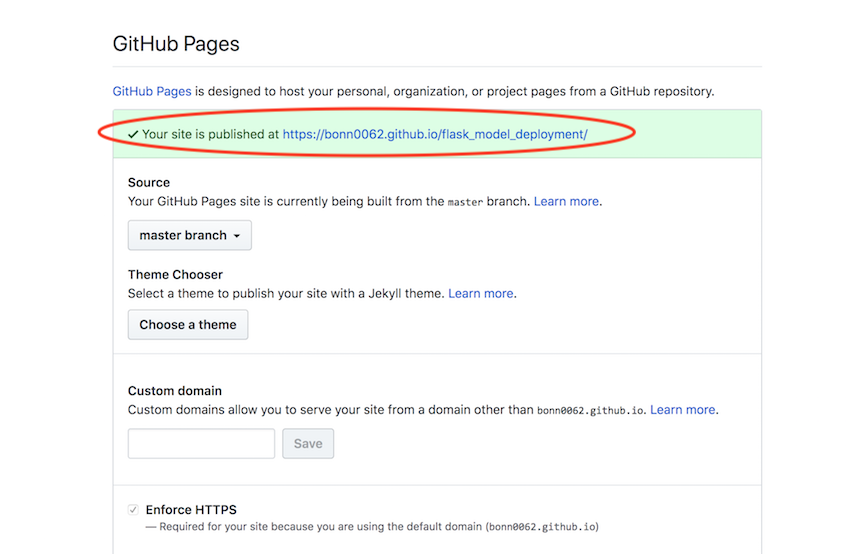 GitHub Pages
GitHub Pages is designed to host your personal, organization, or project pages from a GitHub repository.
✓ Your site is published at https://bonn0062.github.io/flask_model_deployment/
Source
Your GitHub Pages site is currently being built from the master branch. Learn more.
master branch
Theme Chooser
Select a theme to publish your site with a Jekyll theme. Learn more.
Choose a theme
Custom domain
Custom domains allow you to serve your site from a domain other than bonn0062.github.io. Learn more.
Save
Enforce HTTPS
— Required for your site because you are using the default domain (bonn0062.github.io)